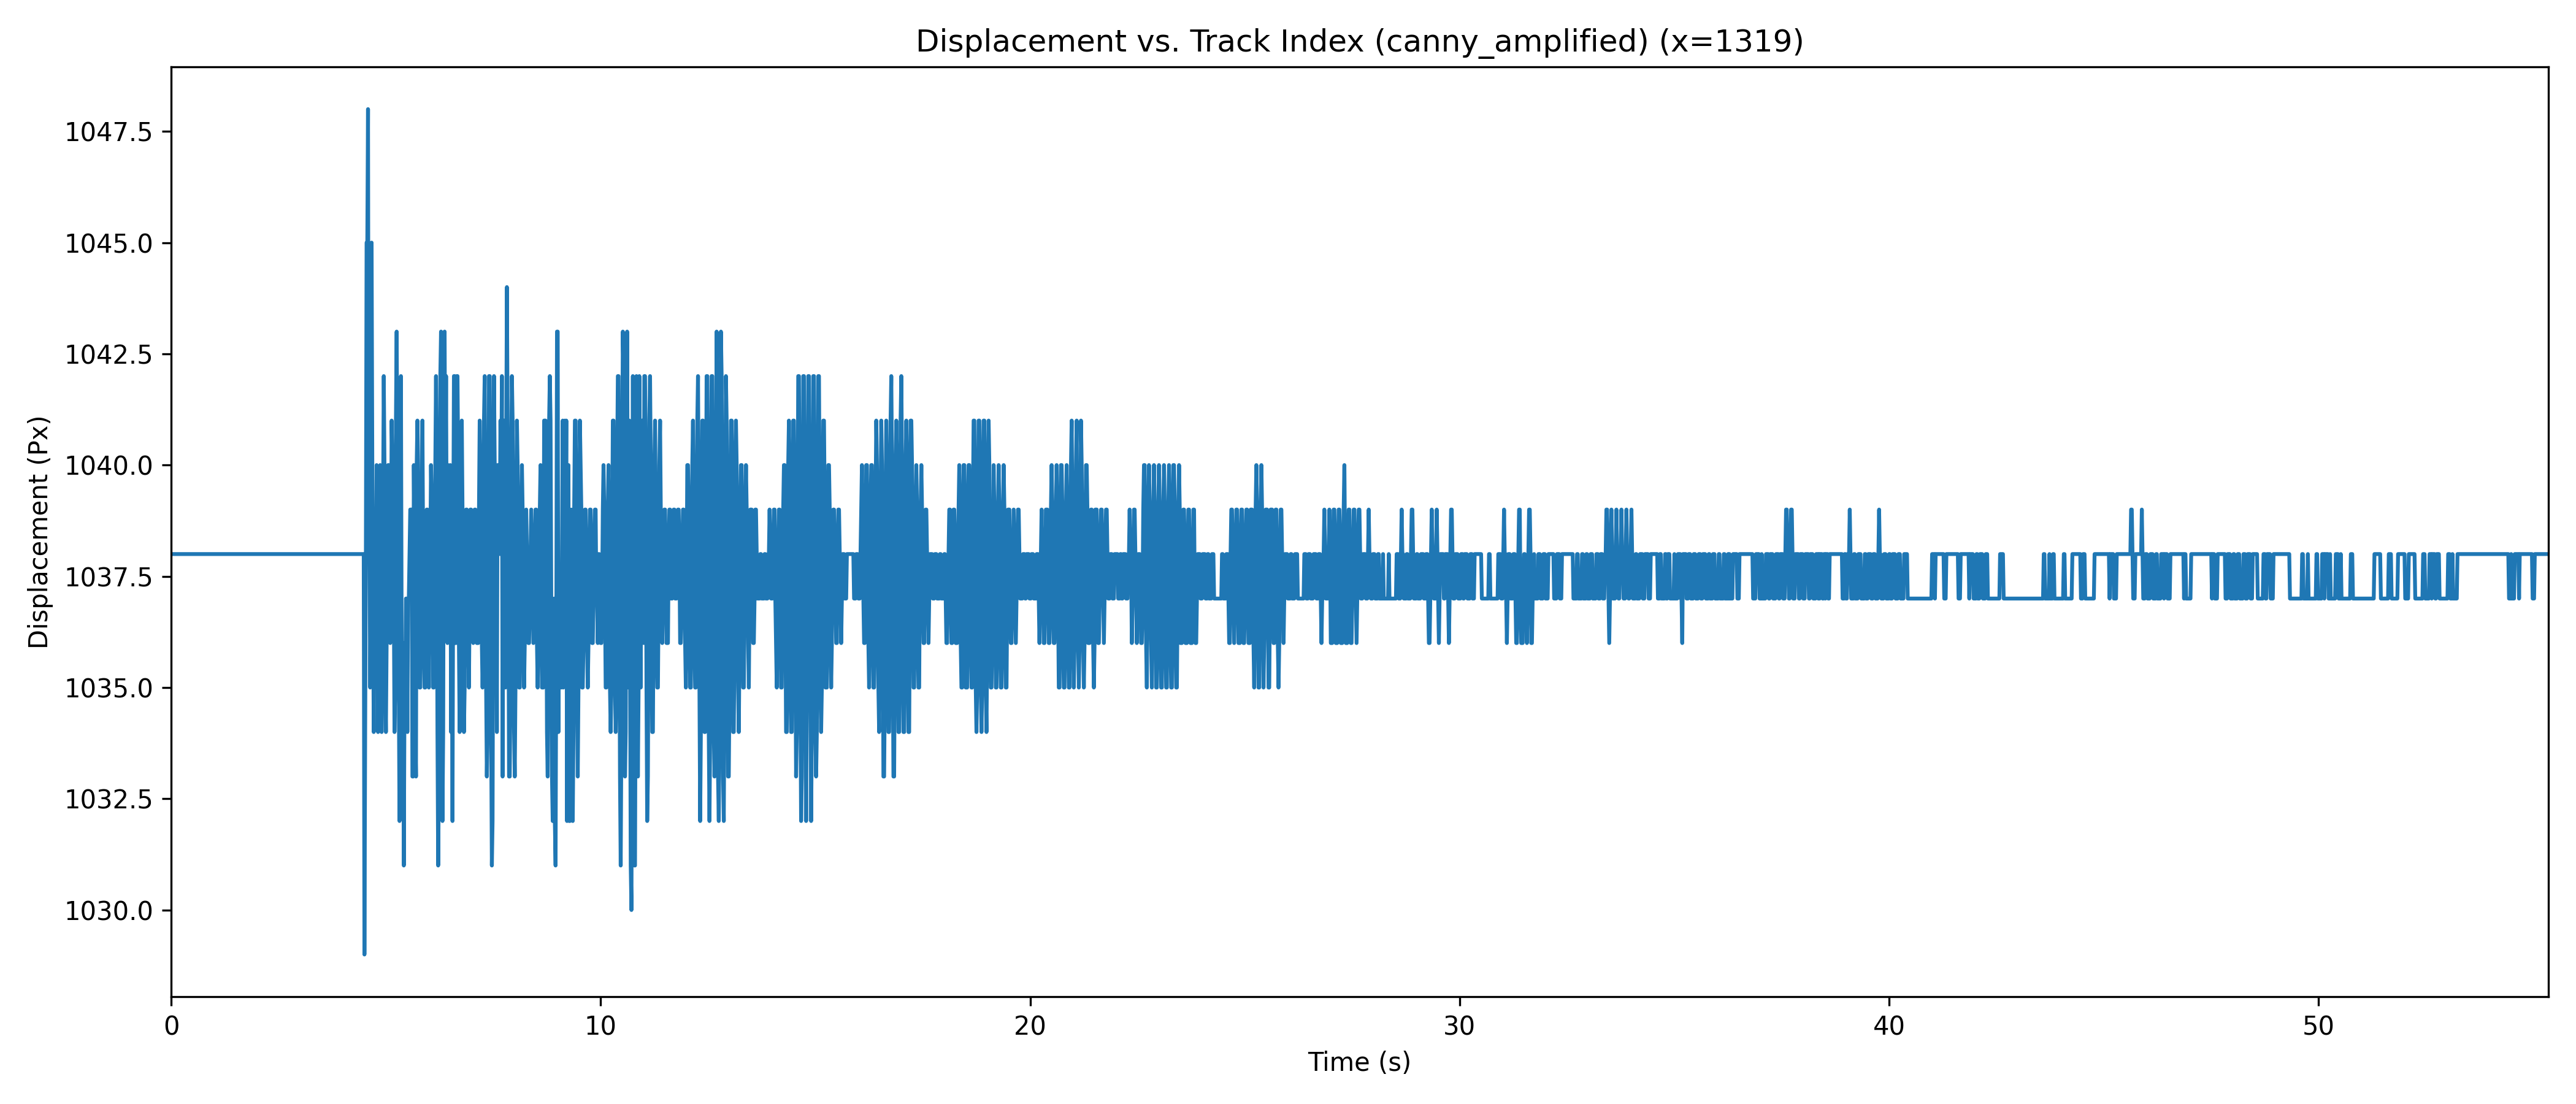 Displacement vs. Track Index (canny_amplified) (x=1319)
Displacement (Px)
1047.5
1045.0
1042.5
1040.0
1037.5
1035.0
1032.5
1030.0
0 10 20 30 40 50
Time (s)